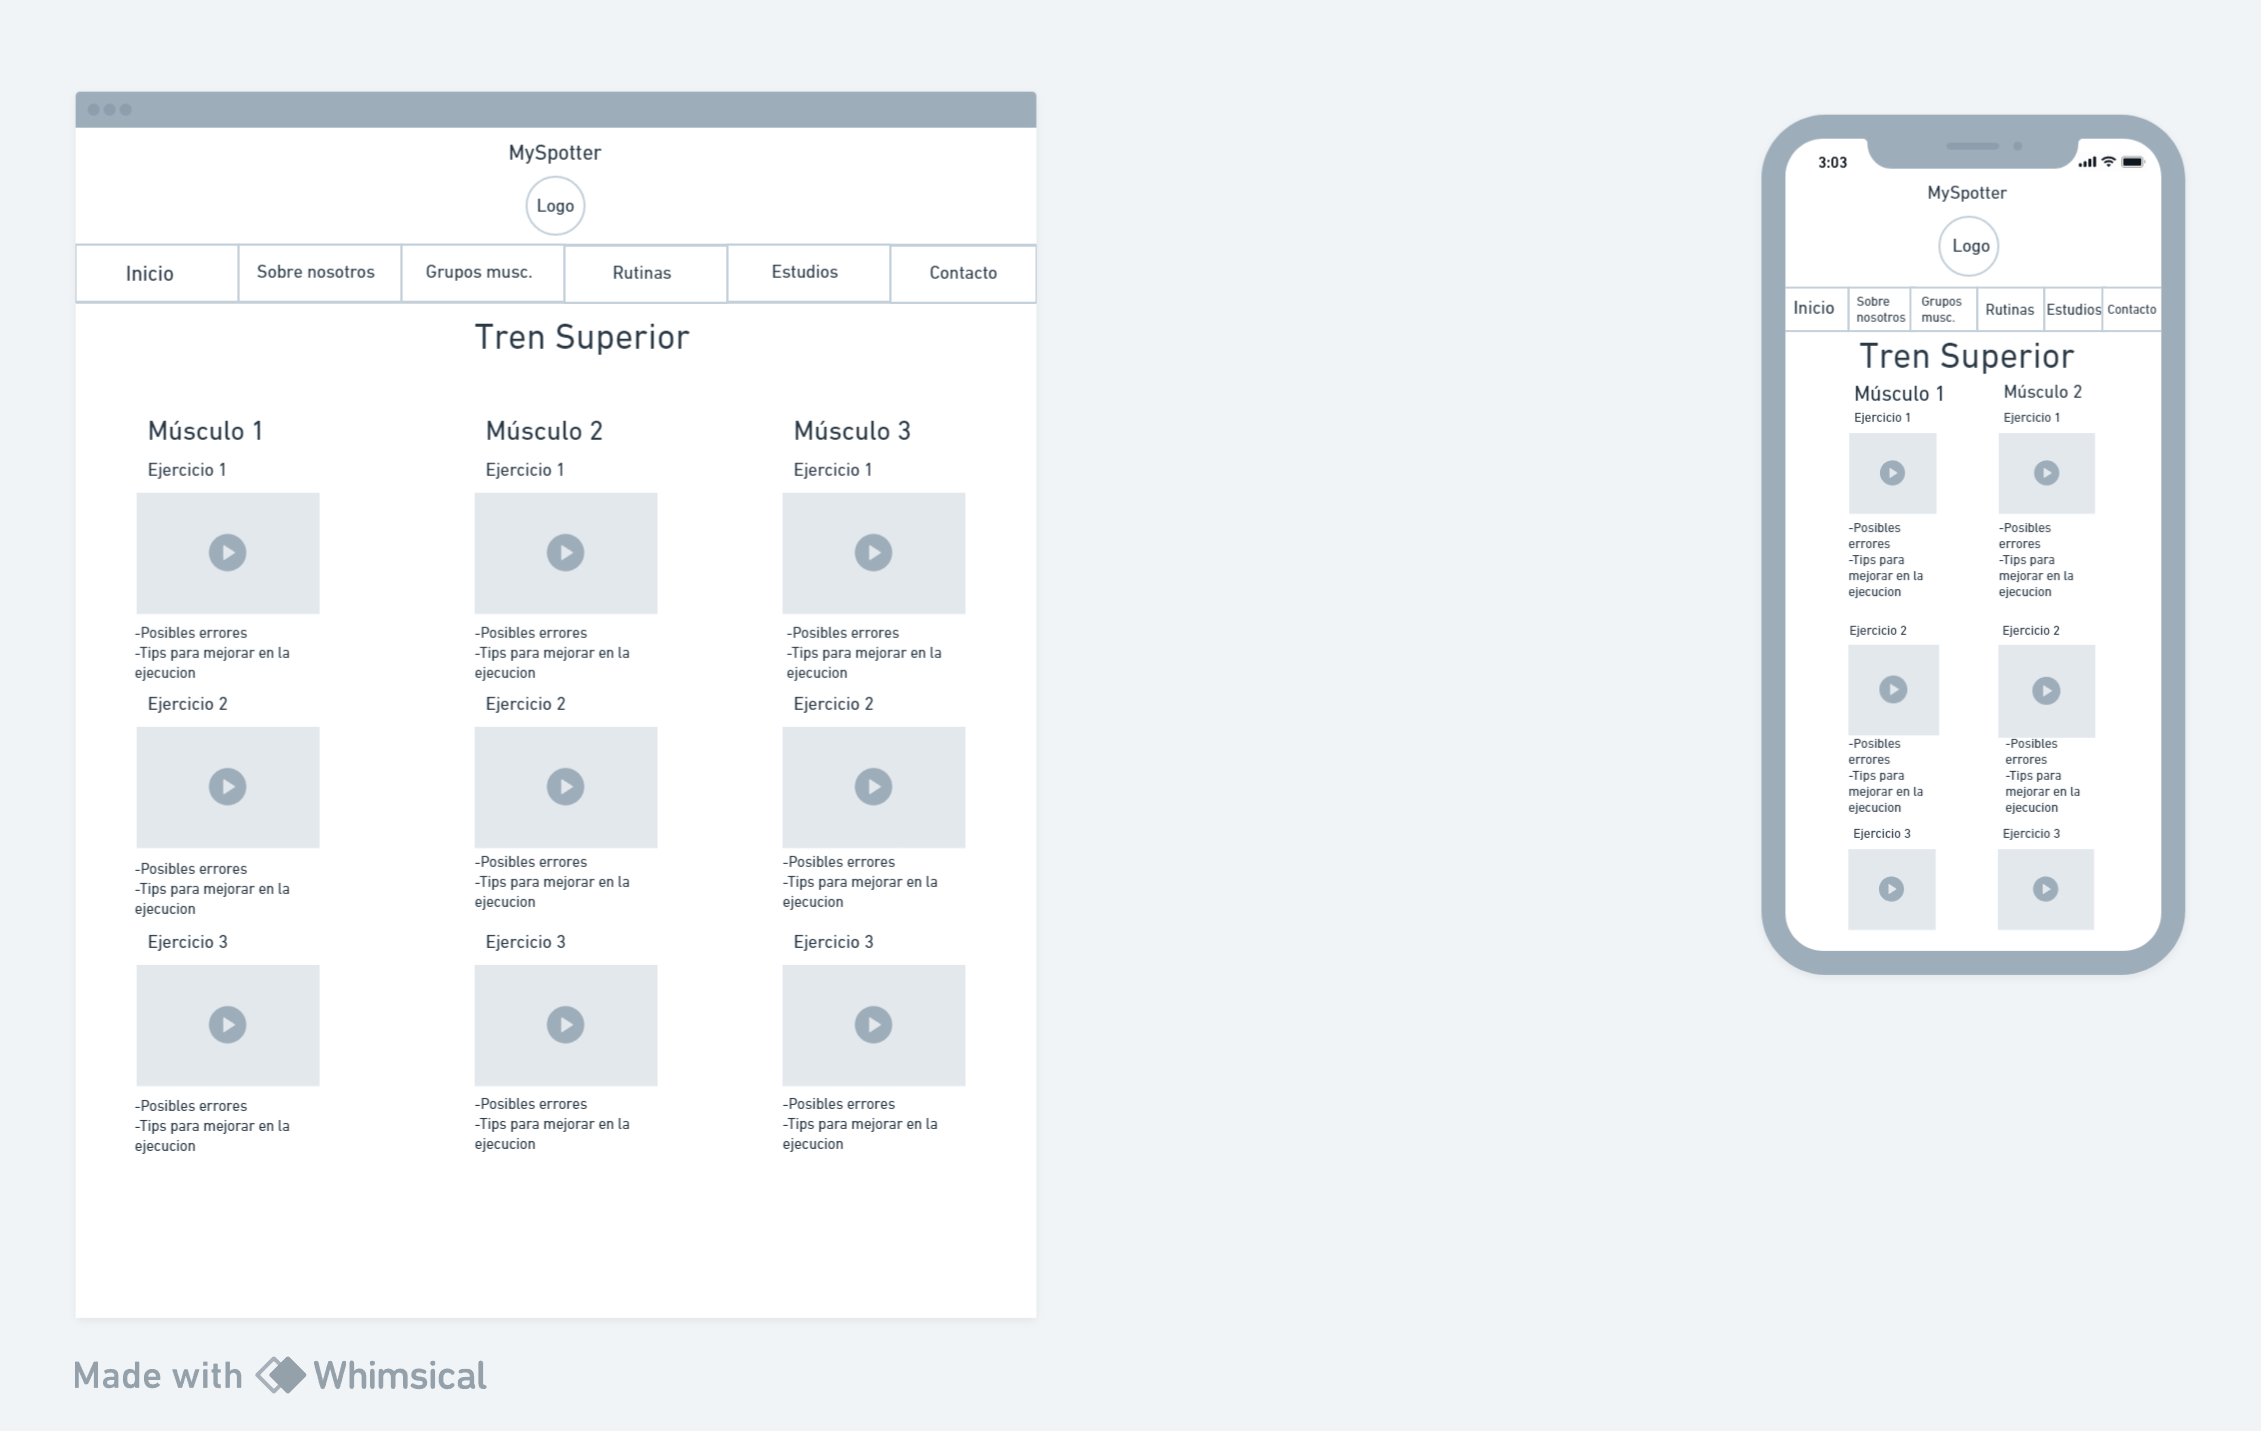 MySpotter
Logo
Inicio
Sobre nosotros
Grupos musc.
Rutinas
Estudios
Contacto
Tren Superior
Músculo 1
Músculo 2
Músculo 3
Ejercicio 1
Ejercicio 1
Ejercicio 1
-Posibles errores
-Tips para mejorar en la
ejecucion
-Posibles errores
-Tips para mejorar en la
ejecucion
-Posibles errores
-Tips para mejorar en la
ejecucion
Ejercicio 2
Ejercicio 2
Ejercicio 2
-Posibles errores
-Tips para mejorar en la
ejecucion
-Posibles errores
-Tips para mejorar en la
ejecucion
-Posibles errores
-Tips para mejorar en la
ejecucion
Ejercicio 3
Ejercicio 3
Ejercicio 3
-Posibles errores
-Tips para mejorar en la
ejecucion
-Posibles errores
-Tips para mejorar en la
ejecucion
-Posibles errores
-Tips para mejorar en la
ejecucion
3:03
MySpotter
Logo
Inicio
Sobre
nosotros
Grupos
musc.
Rutinas
Estudios
Contacto
Tren Superior
Músculo 1
Músculo 2
Ejercicio 1
Ejercicio 1
-Posibles
errores
-Tips para
mejorar en la
ejecucion
-Posibles
errores
-Tips para
mejorar en la
ejecucion
Ejercicio 2
Ejercicio 2
-Posibles
errores
-Tips para
mejorar en la
ejecucion
-Posibles
errores
-Tips para
mejorar en la
ejecucion
Ejercicio 3
Ejercicio 3
Made with Whimsical